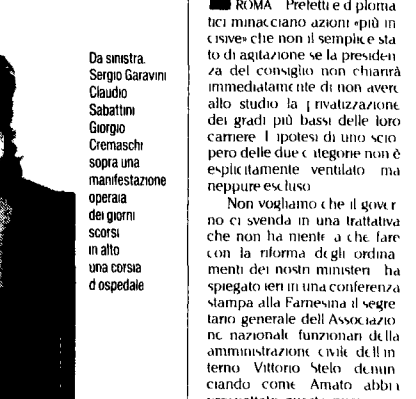 Da sinistra.
Sergio Garavini
Claudio
Sabattini
Giorgio
Cremaschi
sopra una
manifestazione
operaia
dei giorni
scorsi
in alto
una corsia
d ospedale
ROMA Prefetti e d ploma
tici minacciano azioni «più in
cisive» che non il semplice sta
to di agitazione se la presiden
za del consiglio non chiarirà
immediatamente di non avere
allo studio la privatizzazione
dei gradi più bassi delle loro
carriere L ipotesi di uno scio
pero delle due categorie non è
esplicitamente ventilato ma
neppure escluso
Non vogliamo che il gover
no ci svenda in una trattativa
che non ha niente a che fare
con la riforma degli ordina
menti dei nostri ministeri ha
spiegato ieri in una conferenza
stampa alla Farnesina il segre
tario generale dell Associazio
ne nazionale funzionari della
amministrazione civile dell in
terno Vittorio Stelo denun
ciando come Amato abbia